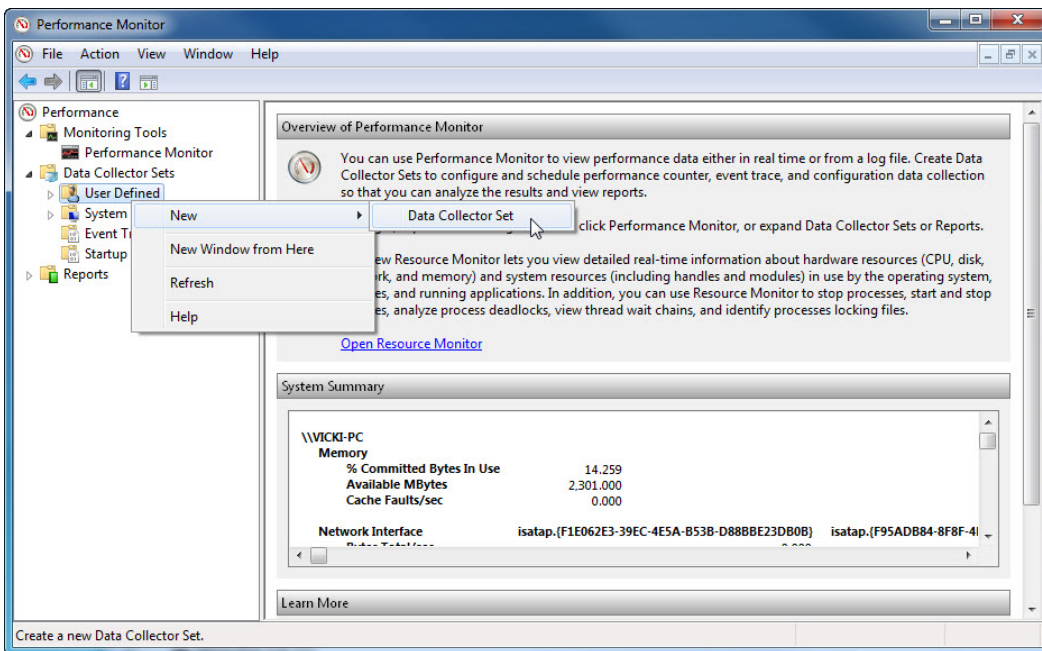 Performance Monitor
File Action View Window Help
Performance
Monitoring Tools
Performance Monitor
Data Collector Sets
User Defined
System
Event Tr
Startup
Reports
New
New Window from Here
Refresh
Help
Data Collector Set
Overview of Performance Monitor
You can use Performance Monitor to view performance data either in real time or from a log file. Create Data
Collector Sets to configure and schedule performance counter, event trace, and configuration data collection
so that you can analyze the results and view reports.
click Performance Monitor, or expand Data Collector Sets or Reports.
ew Resource Monitor lets you view detailed real-time information about hardware resources (CPU, disk,
rk, and memory) and system resources (including handles and modules) in use by the operating system,
es, and running applications. In addition, you can use Resource Monitor to stop processes, start and stop
es, analyze process deadlocks, view thread wait chains, and identify processes locking files.
Open Resource Monitor
System Summary
\\VICKI-PC
Memory
% Committed Bytes In Use 14.259
Available MBytes 2,301.000
Cache Faults/sec 0.000
Network Interface isatap.{F1E062E3-39EC-4E5A-B53B-D88BBE23DB0B} isatap.{F95ADB84-8F8F-4
Learn More
Create a new Data Collector Set.